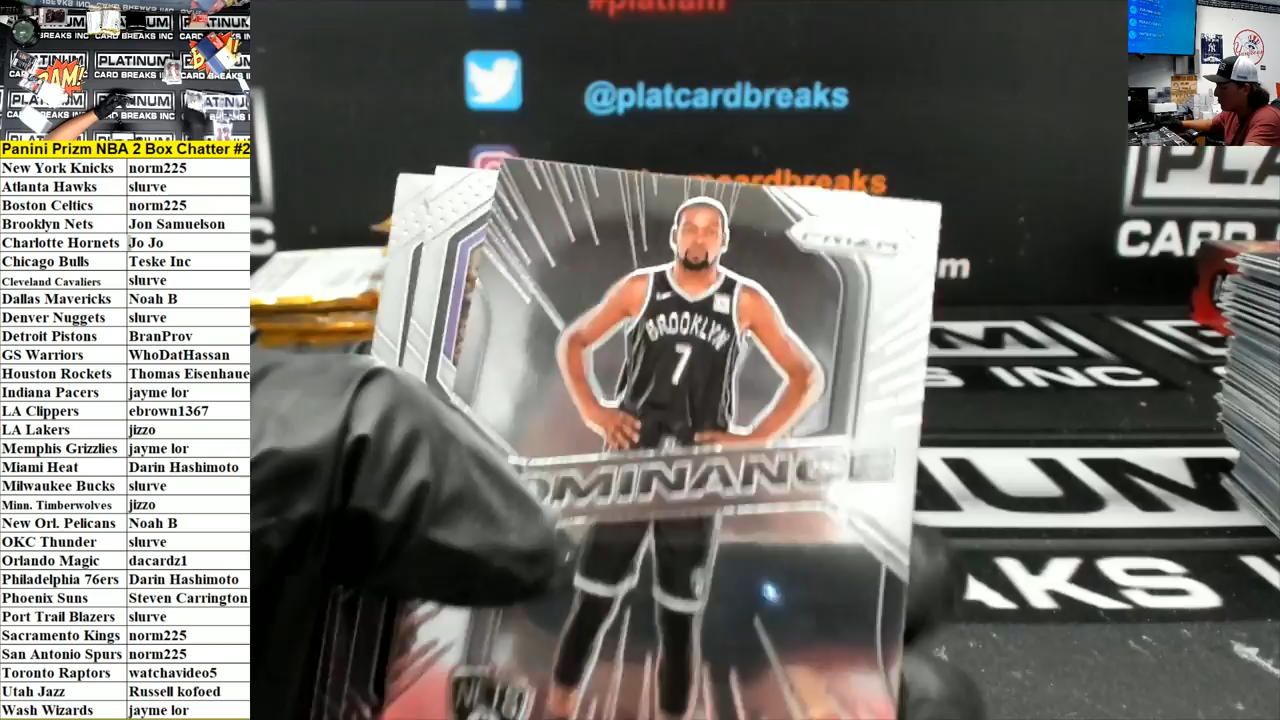 Panini Prizm NBA 2 Box Chatter #2
New York Knicks norm225
Atlanta Hawks slurve
Boston Celtics norm225
Brooklyn Nets Jon Samuelson
Charlotte Hornets Jo Jo
Chicago Bulls Teske Inc
Cleveland Cavaliers slurve
Dallas Mavericks Noah B
Denver Nuggets slurve
Detroit Pistons BranProv
GS Warriors WhoDatHassan
Houston Rockets Thomas Eisenhaue
Indiana Pacers jayme lor
LA Clippers ebrown1367
LA Lakers jizzo
Memphis Grizzlies jayme lor
Miami Heat Darin Hashimoto
Milwaukee Bucks slurve
Minn. Timberwolves jizzo
New Orl. Pelicans Noah B
OKC Thunder slurve
Orlando Magic dacardz1
Philadelphia 76ers Darin Hashimoto
Phoenix Suns Steven Carrington
Port Trail Blazers slurve
Sacramento Kings norm225
San Antonio Spurs norm225
Toronto Raptors watchavideo5
Utah Jazz Russell kofoed
Wash Wizards jayme lor
PLATINUM
CARD BREAKS INC
BAM!
@platcardbreaks
PRIZM
BROOKLYN
7
OMINANC
NETS